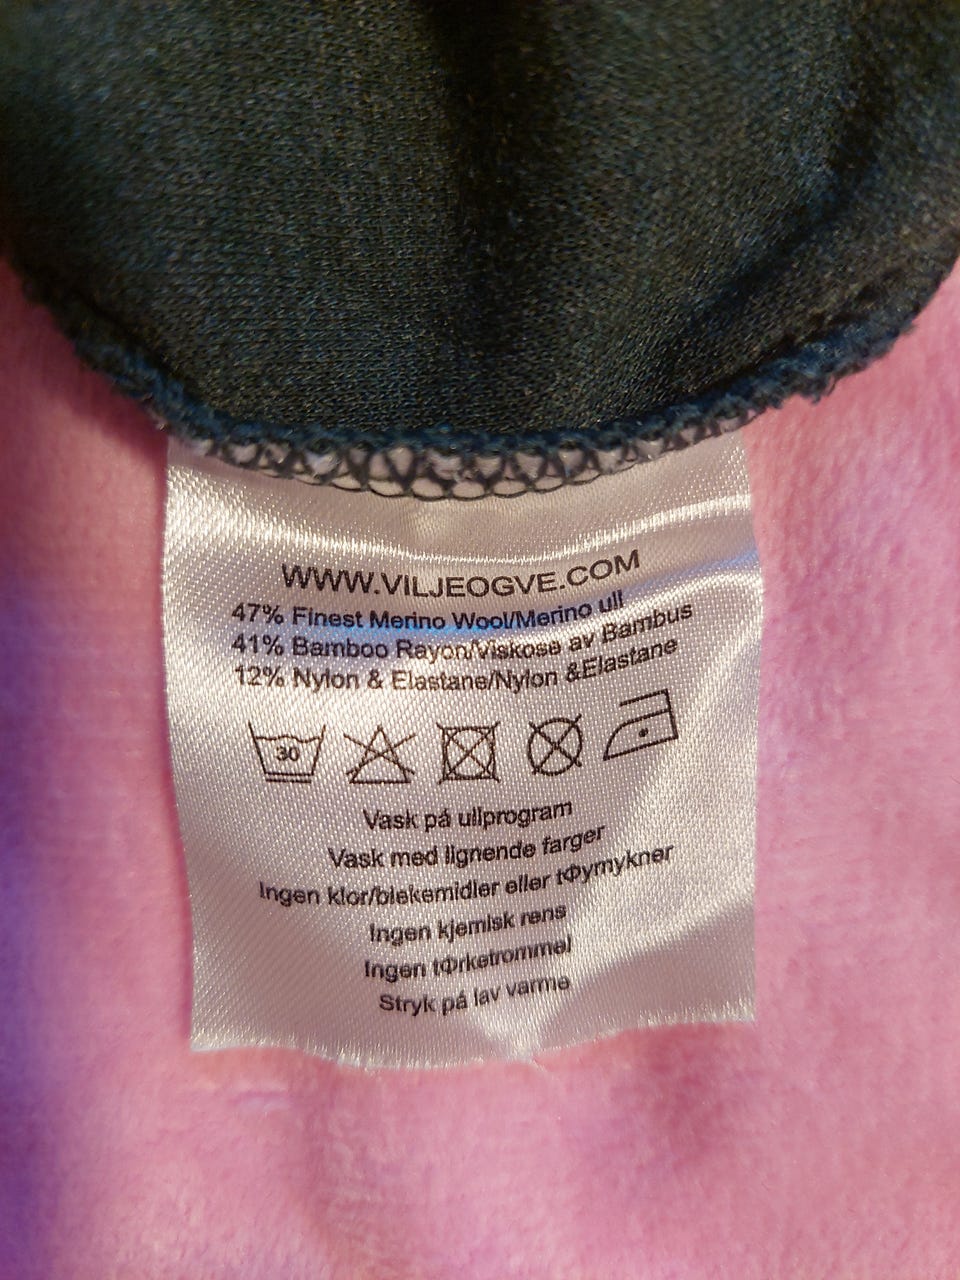 WWW.VILJEOGVE.COM
47% Finest Merino Wool/Merino ull
41% Bamboo Rayon/Viskose av Bambus
12% Nylon & Elastane/Nylon &Elastane
30
Vask på ullprogram
Vask med lignende farger
Ingen klor/blekemidler eller tΦymykner
Ingen kjemisk rens
Ingen tΦrketrommel
Stryk på lav varme